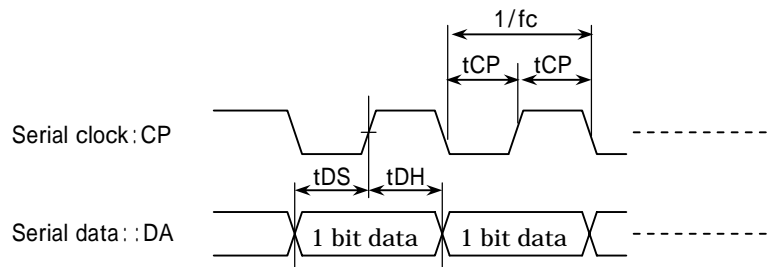 1/fc
tCP tCP
Serial clock:CP
tDS tDH
Serial data::DA
1 bit data 1 bit data